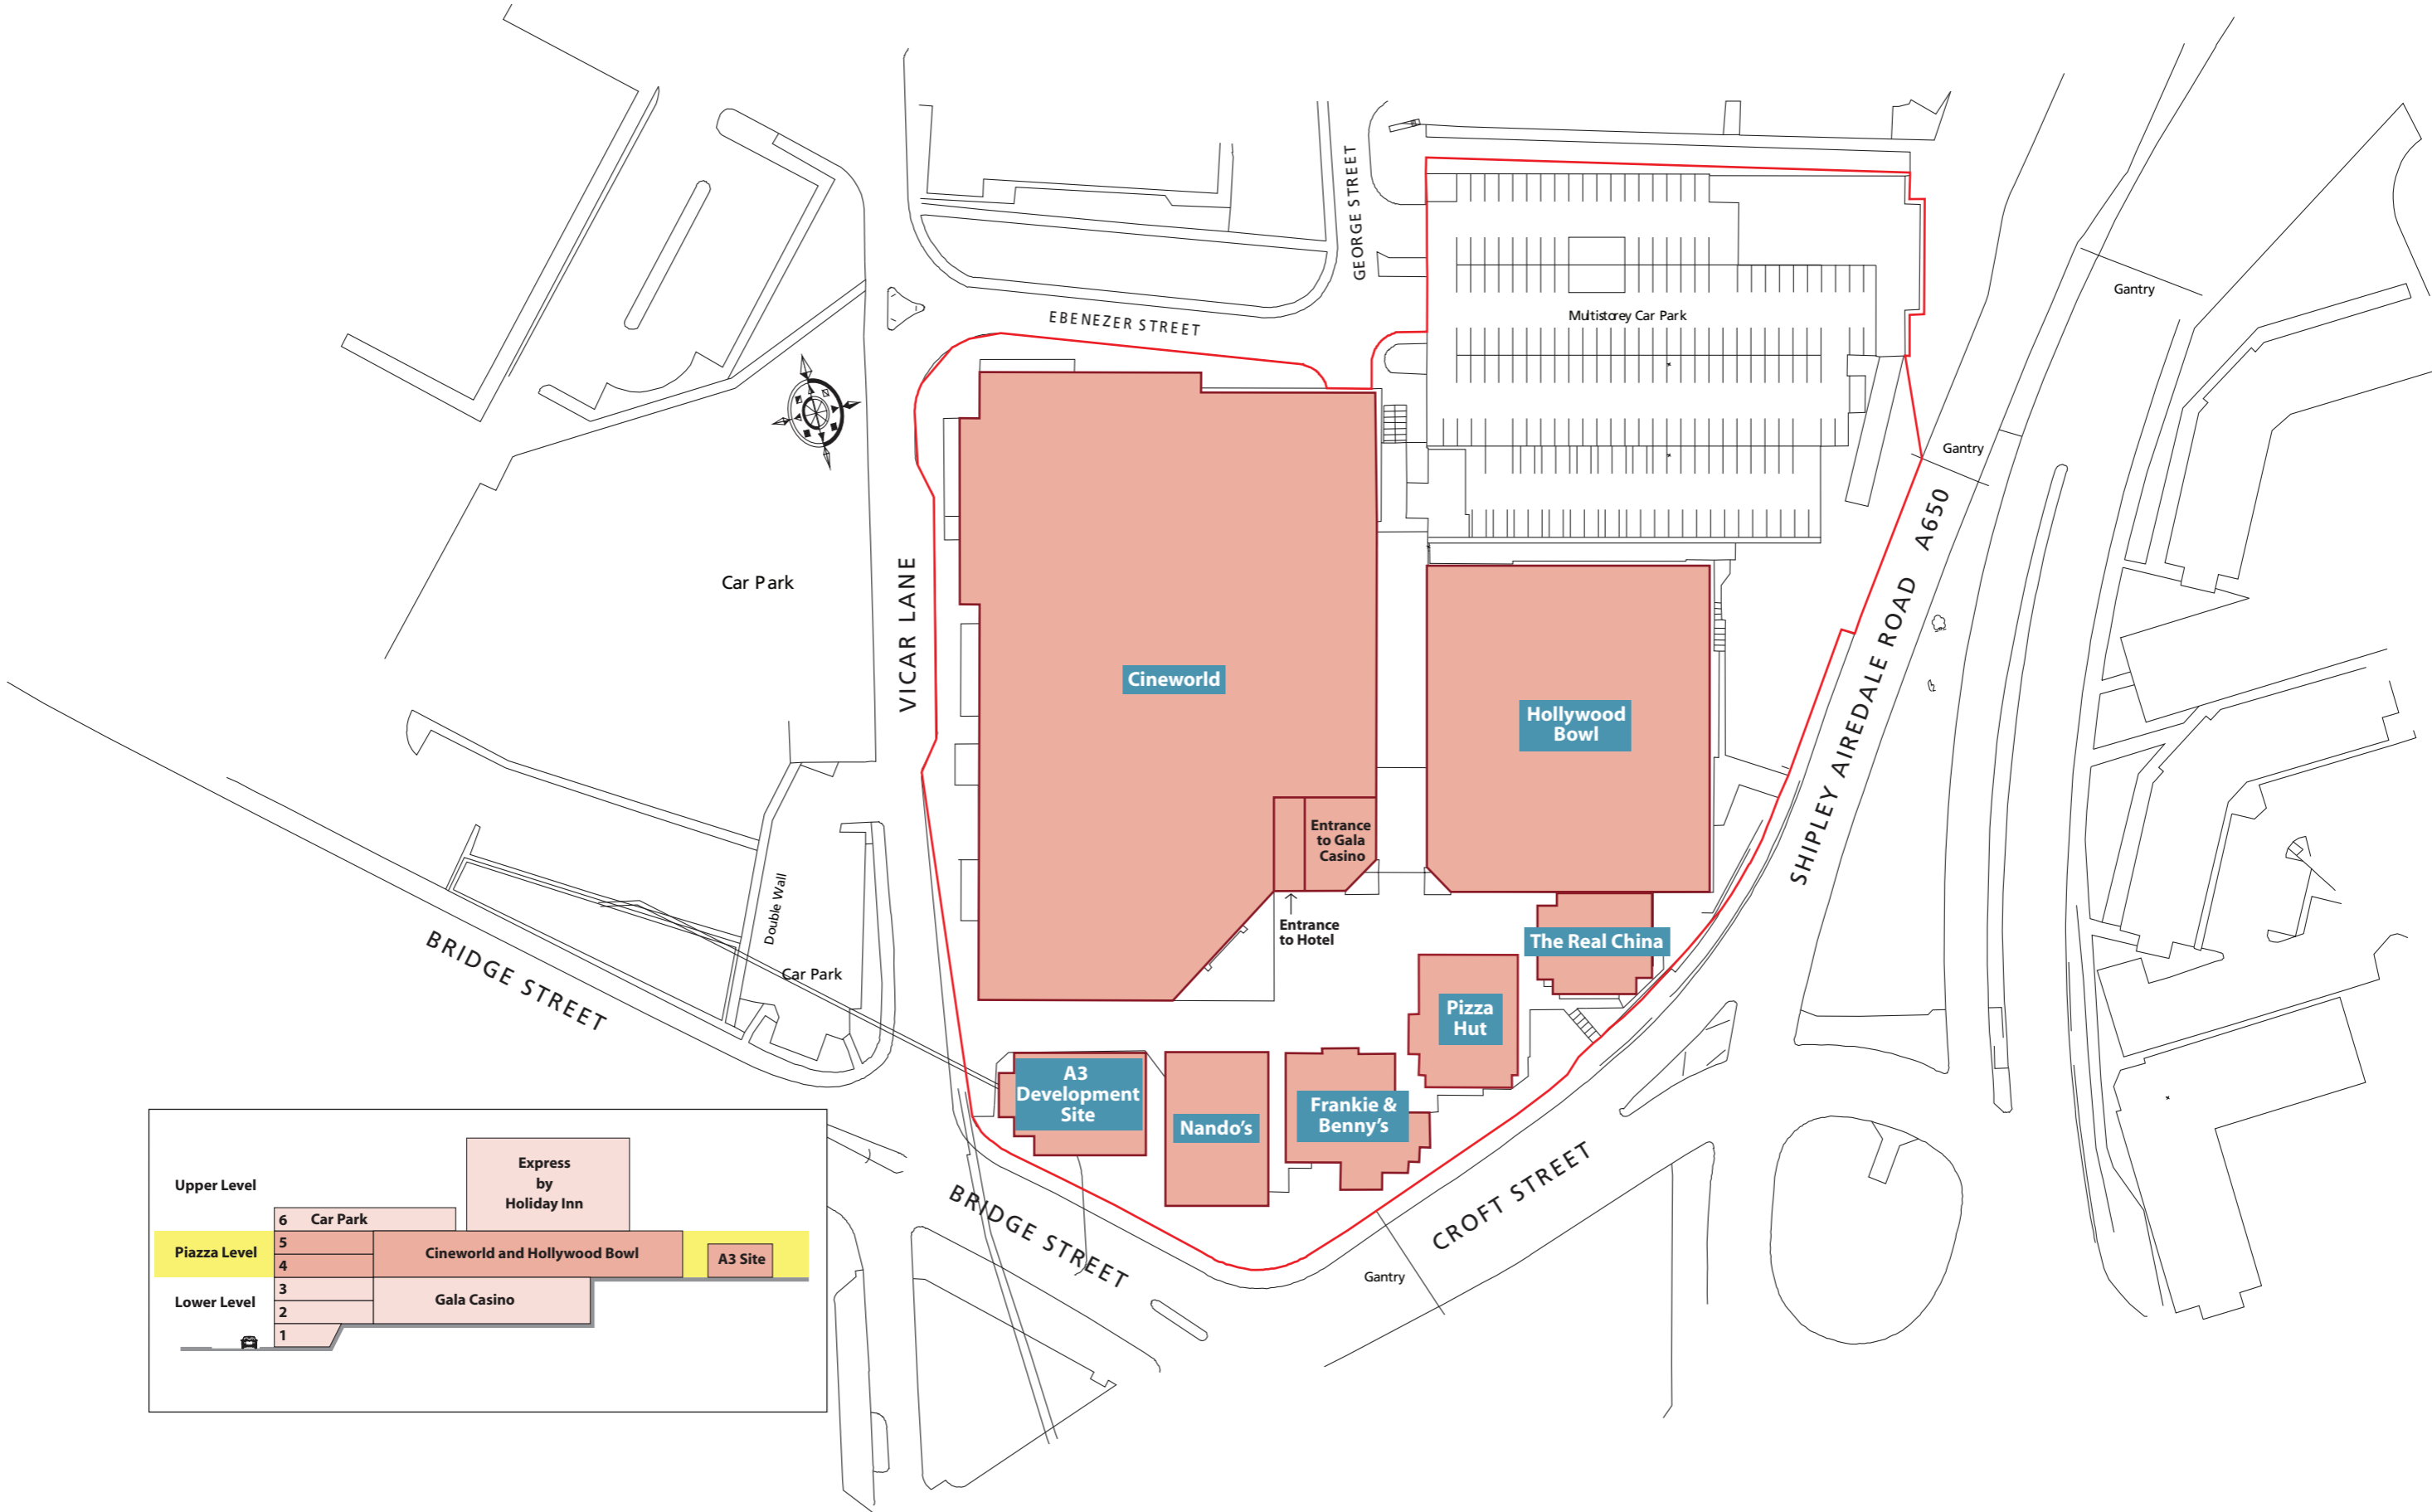 GEORGE STREET
EBENEZER STREET
Multistorey Car Park
Gantry
Gantry
SHIPLEY AIREDALE ROAD A650
Car Park
VICAR LANE
Cineworld
Hollywood
Bowl
Entrance
to Gala
Casino
Entrance
to Hotel
The Real China
Double Wall
Car Park
BRIDGE STREET
Pizza
Hut
A3
Development
Site
Nando's
Frankie &
Benny's
BRIDGE STREET
CROFT STREET
Gantry
Express
by
Holiday Inn
Upper Level
6 Car Park
Piazza Level
5
4
Cineworld and Hollywood Bowl
A3 Site
Lower Level
3
2
Gala Casino
1